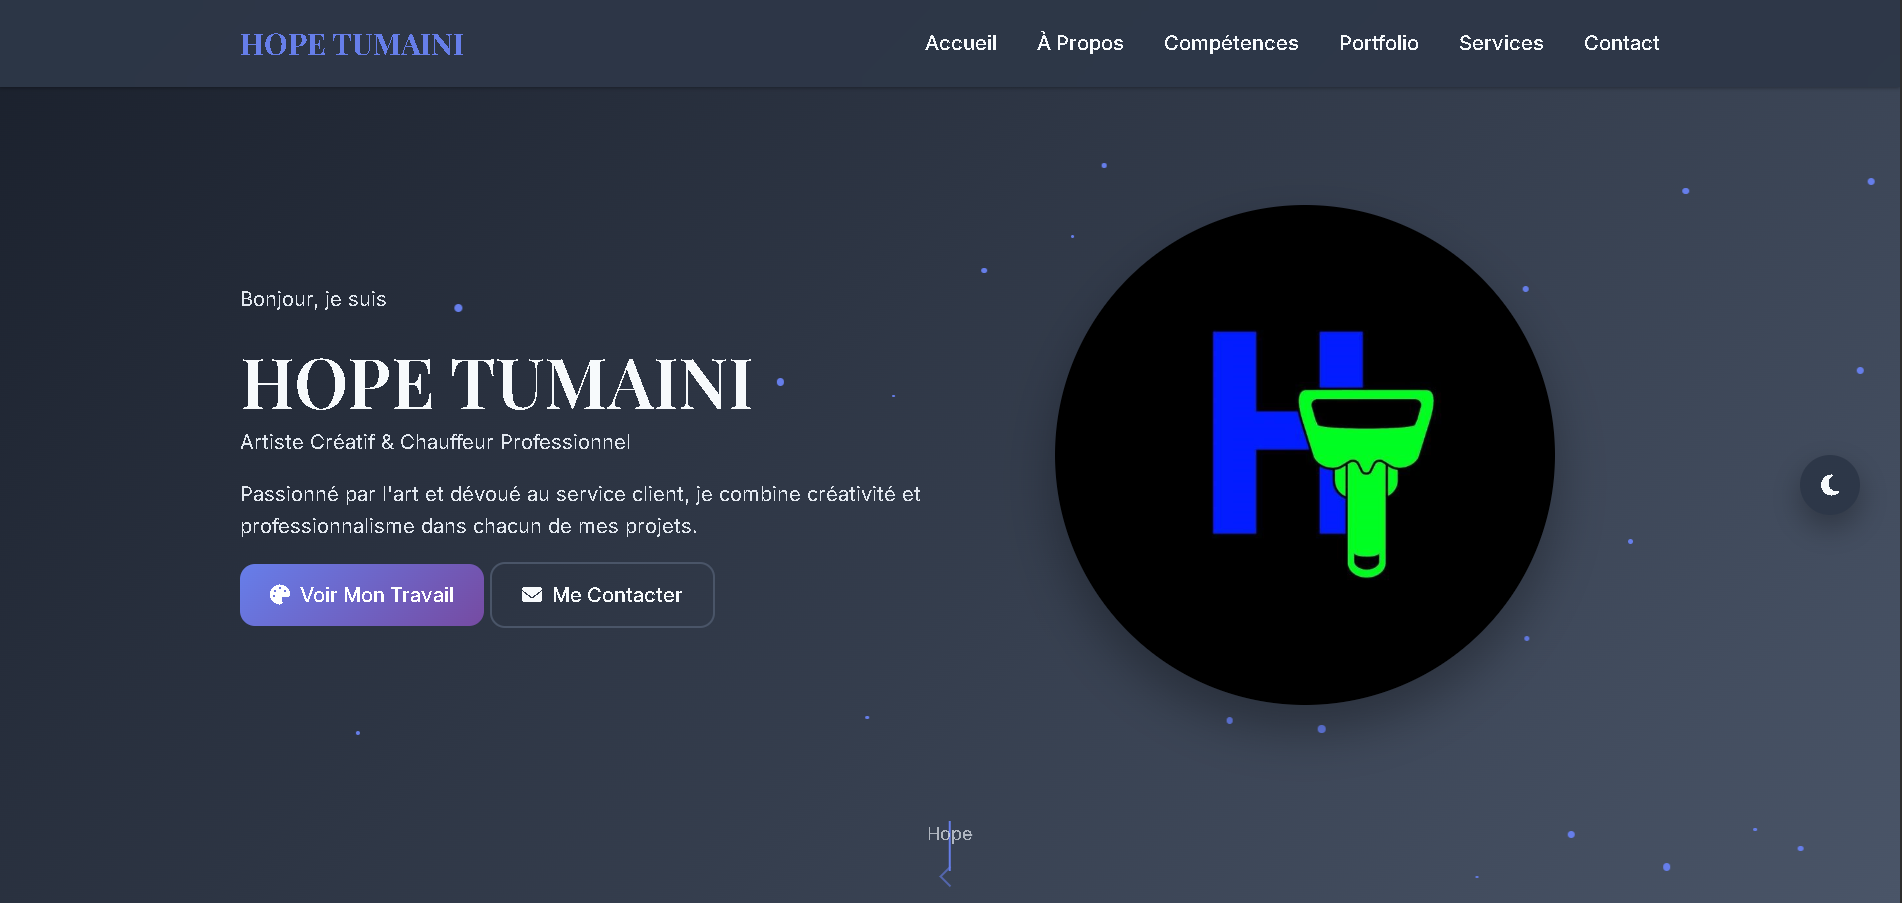 HOPE TUMAINI
Accueil À Propos Compétences Portfolio Services Contact
Bonjour, je suis
HOPE TUMAINI
Artiste Créatif & Chauffeur Professionnel
Passionné par l'art et dévoué au service client, je combine créativité et
professionnalisme dans chacun de mes projets.
Voir Mon Travail
Me Contacter
H
Hope